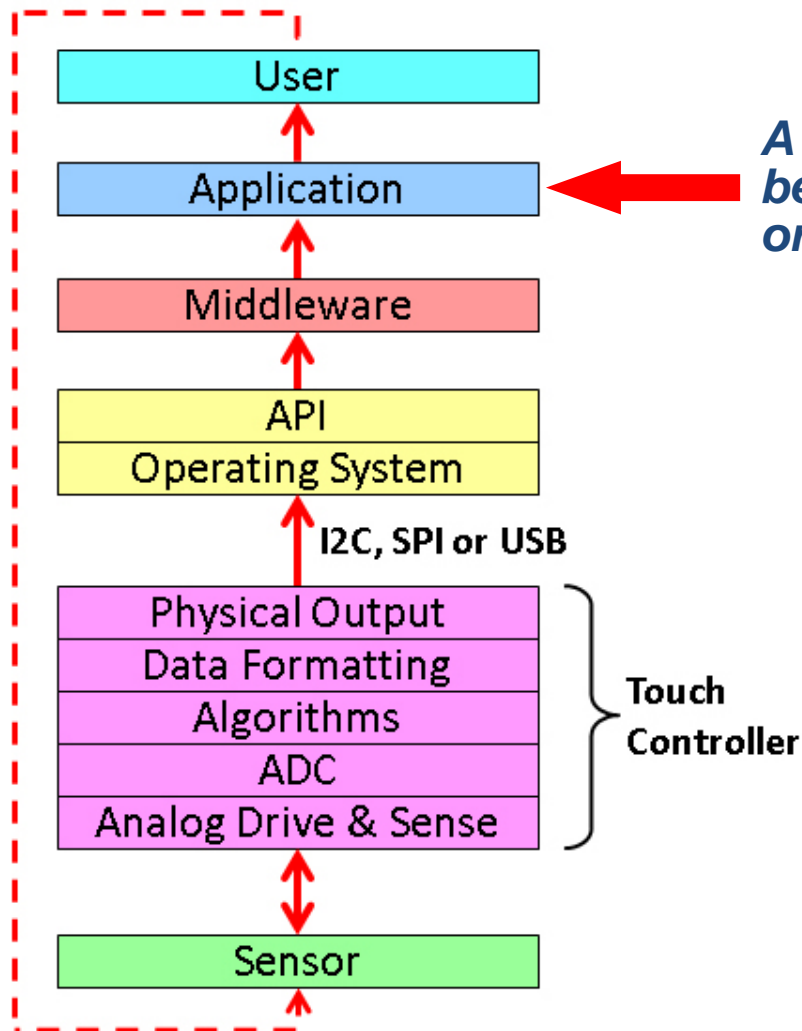 User
Application
A
be
or
Middleware
API
Operating System
I2C, SPI or USB
Physical Output
Data Formatting
Algorithms
ADC
Analog Drive & Sense
Touch
Controller
Sensor